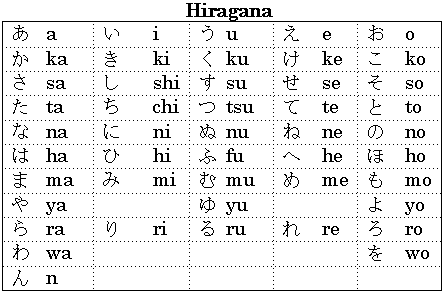 Hiragana
あ a い i う u え e お o
か ka き ki く ku け ke こ ko
さ sa し shi す su せ se そ so
た ta ち chi つ tsu て te と to
な na に ni ぬ nu ね ne の no
は ha ひ hi ふ fu へ he ほ ho
ま ma み mi む mu め me も mo
や ya ゆ yu よ yo
ら ra り ri る ru れ re ろ ro
わ wa を wo
ん n